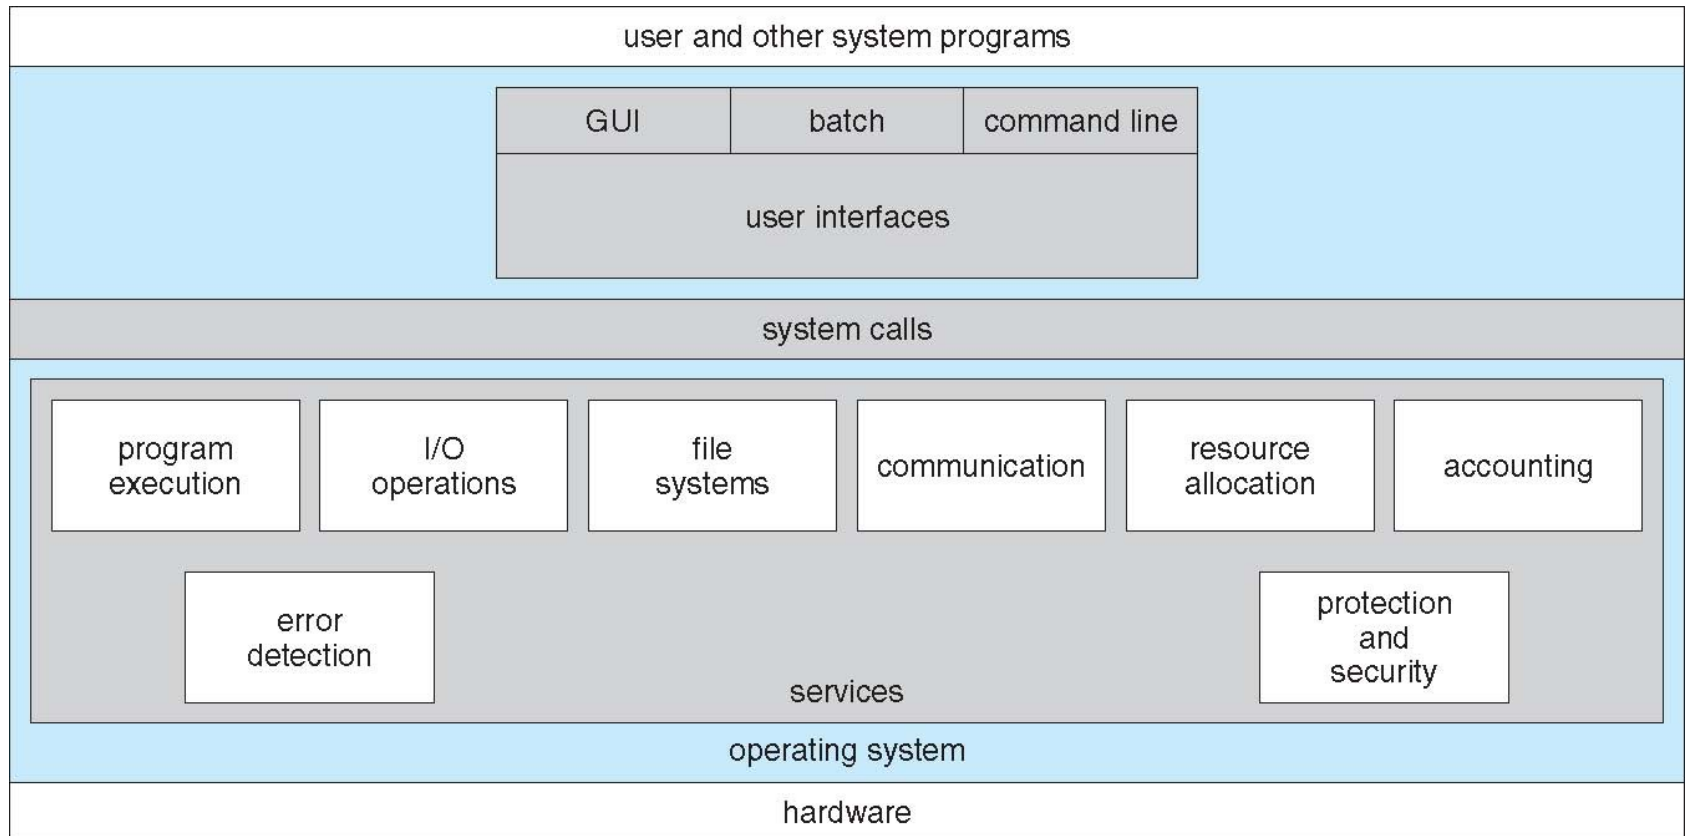 user and other system programs
GUI
batch
command line
user interfaces
system calls
program
execution
I/O
operations
file
systems
communication
resource
allocation
accounting
error
detection
protection
and
security
services
operating system
hardware